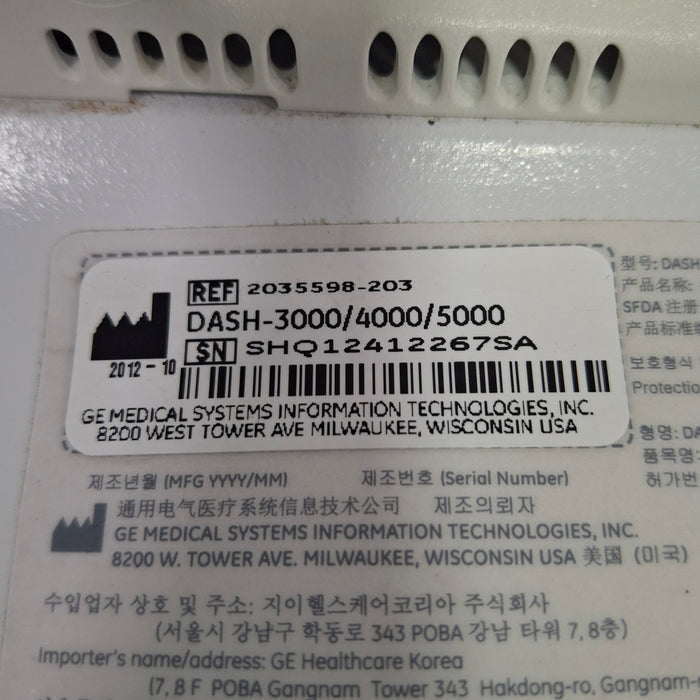 REF 2035598-203
DASH-3000/4000/5000
SN SHQ12412267SA
2012-10
GE MEDICAL SYSTEMS INFORMATION TECHNOLOGIES, INC.
8200 WEST TOWER AVE MILWAUKEE, WISCONSIN USA
型号: DASH
产品名称:
SFDA 注册
产品标准
보호형식
Protectio
형명: DA
품목명:
허가번
제조년월 (MFG YYYY/MM) 제조번호 (Serial Number)
通用电气医疗系统信息技术公司 제조의뢰자
GE MEDICAL SYSTEMS INFORMATION TECHNOLOGIES, INC.
8200 W. TOWER AVE. MILWAUKEE, WISCONSIN USA 美国 (미국)
수입업자 상호 및 주소: 지이헬스케어코리아 주식회사
(서울시 강남구 학동로 343 POBA 강남 타워 7, 8층)
Importer's name/address: GE Healthcare Korea
(7, 8 F POBA Gangnam Tower 343 Hakdong-ro, Gangnam-